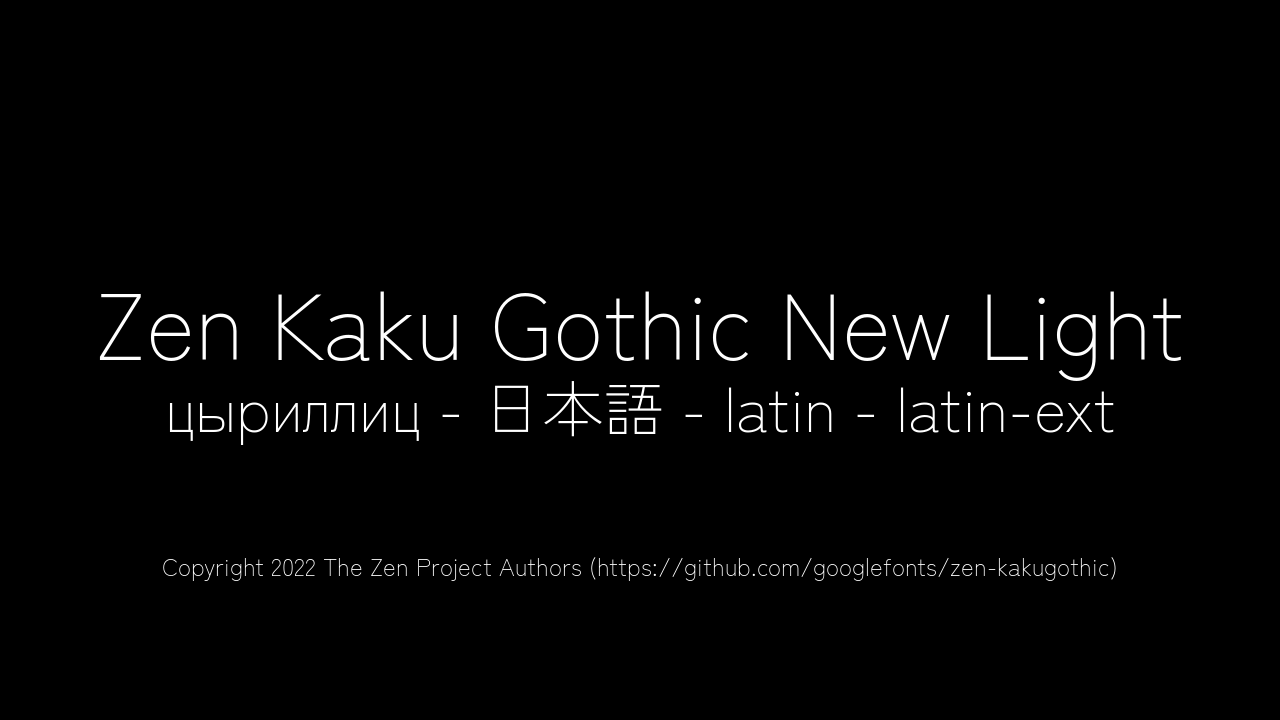 Zen Kaku Gothic New Light
цыриллиц - 日本語 - latin - latin-ext
Copyright 2022 The Zen Project Authors (https://github.com/googlefonts/zen-kakugothic)